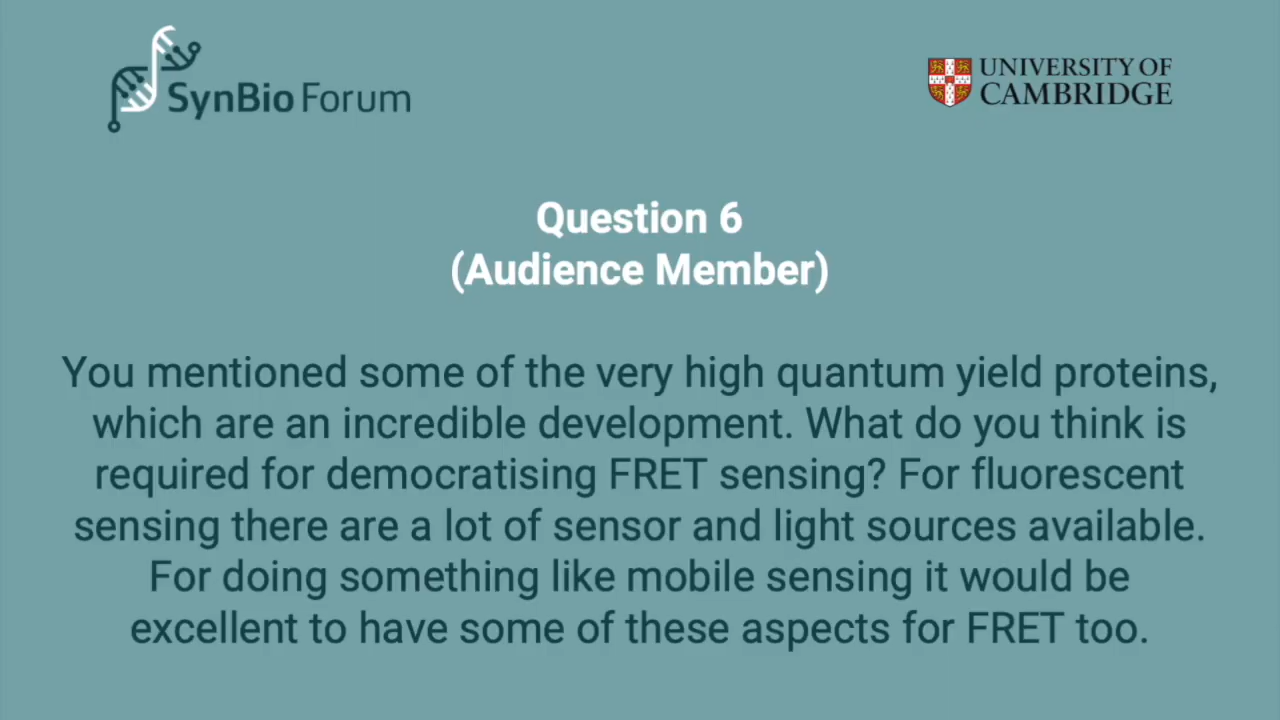 SynBio Forum
UNIVERSITY OF
CAMBRIDGE
Question 6
(Audience Member)
You mentioned some of the very high quantum yield proteins,
which are an incredible development. What do you think is
required for democratising FRET sensing? For fluorescent
sensing there are a lot of sensor and light sources available.
For doing something like mobile sensing it would be
excellent to have some of these aspects for FRET too.